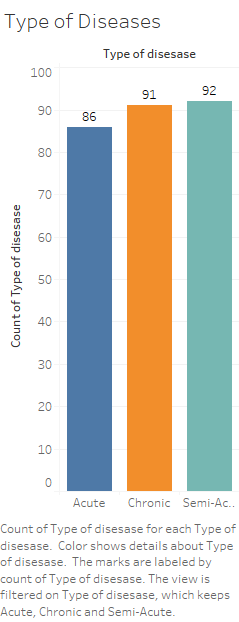 Type of Diseases
Type of disesase
100
90
80
70
60
50
40
30
20
10
0
Count of Type of disesase
86
91
92
Acute Chronic Semi-Ac..
Count of Type of disesase for each Type of
disesase. Color shows details about Type
of disesase. The marks are labeled by
count of Type of disesase. The view is
filtered on Type of disesase, which keeps
Acute, Chronic and Semi-Acute.